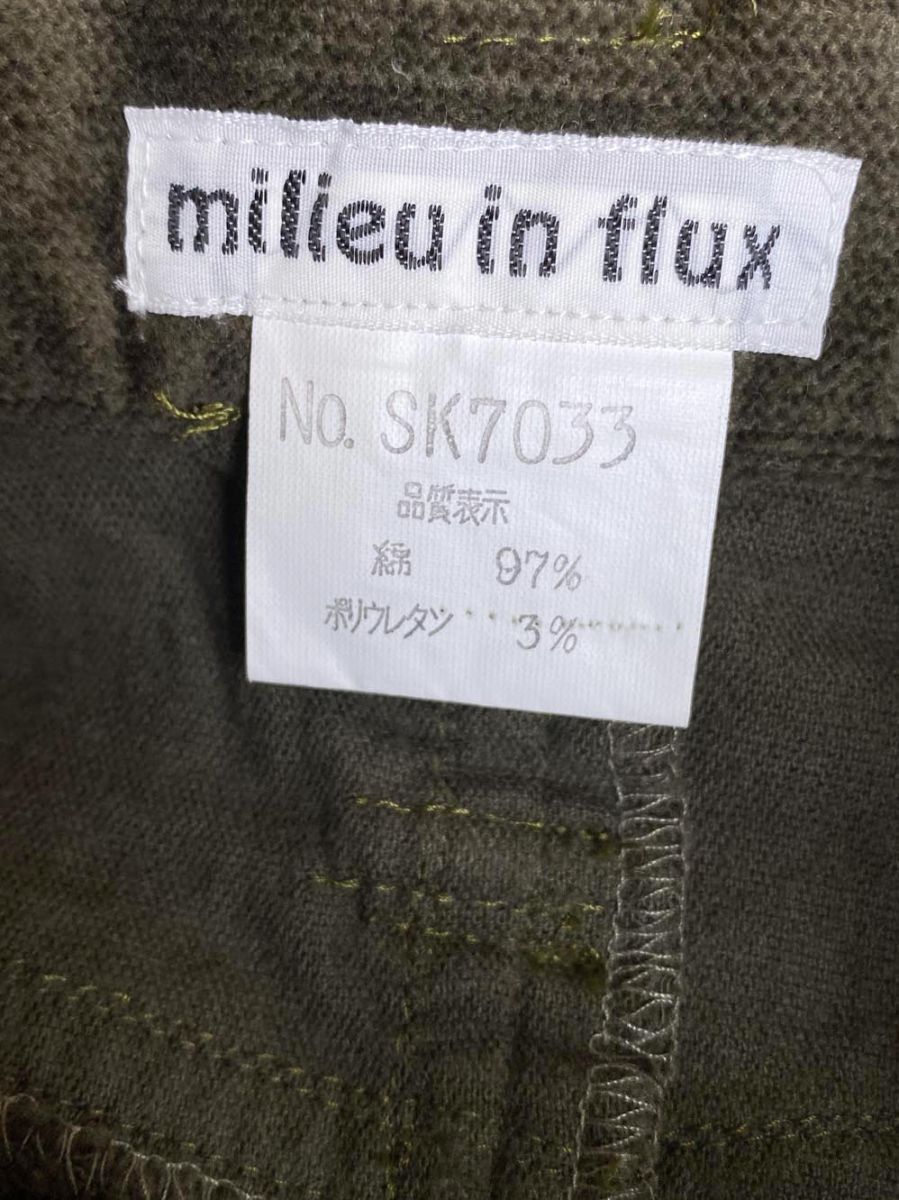 milieu in flux
No. SK7033
品質表示
綿 97%
ポリウレタン 3%